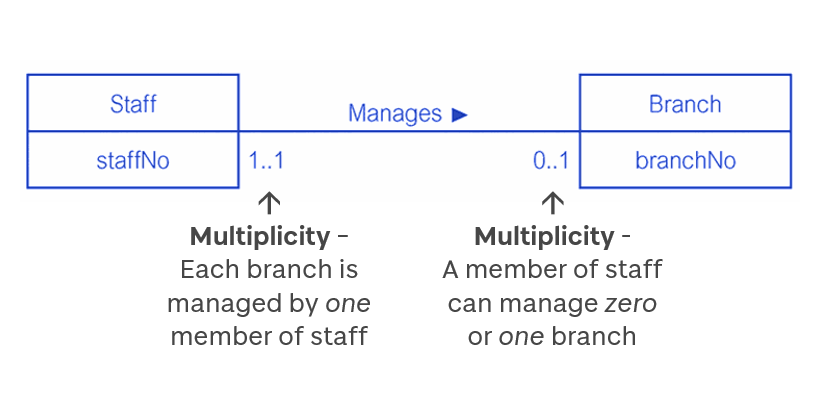 Staff
Manages ▶
Branch
staffNo
1..1
0..1
branchNo
Multiplicity –
Each branch is
managed by one
member of staff
Multiplicity -
A member of staff
can manage zero
or one branch